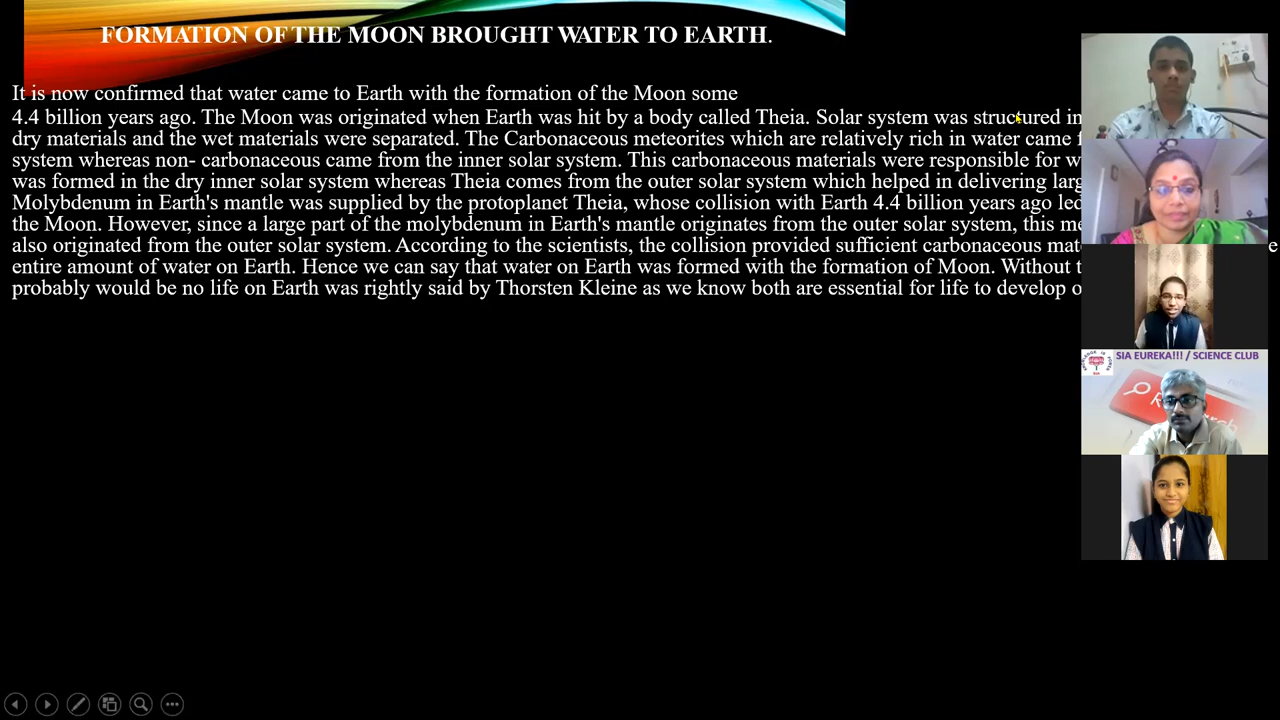 FORMATION OF THE MOON BROUGHT WATER TO EARTH.
It is now confirmed that water came to Earth with the formation of the Moon some
4.4 billion years ago. The Moon was originated when Earth was hit by a body called Theia. Solar system was structured in
dry materials and the wet materials were separated. The Carbonaceous meteorites which are relatively rich in water came
system whereas non- carbonaceous came from the inner solar system. This carbonaceous materials were responsible for
was formed in the dry inner solar system whereas Theia comes from the outer solar system which helped in delivering
Molybdenum in Earth's mantle was supplied by the protoplanet Theia, whose collision with Earth 4.4 billion years ago led
the Moon. However, since a large part of the molybdenum in Earth's mantle originates from the outer solar system, this
also originated from the outer solar system. According to the scientists, the collision provided sufficient carbonaceous
entire amount of water on Earth. Hence we can say that water on Earth was formed with the formation of Moon. Without
probably would be no life on Earth was rightly said by Thorsten Kleine as we know both are essential for life to develop
SIA EUREKA!!! / SCIENCE CLUB